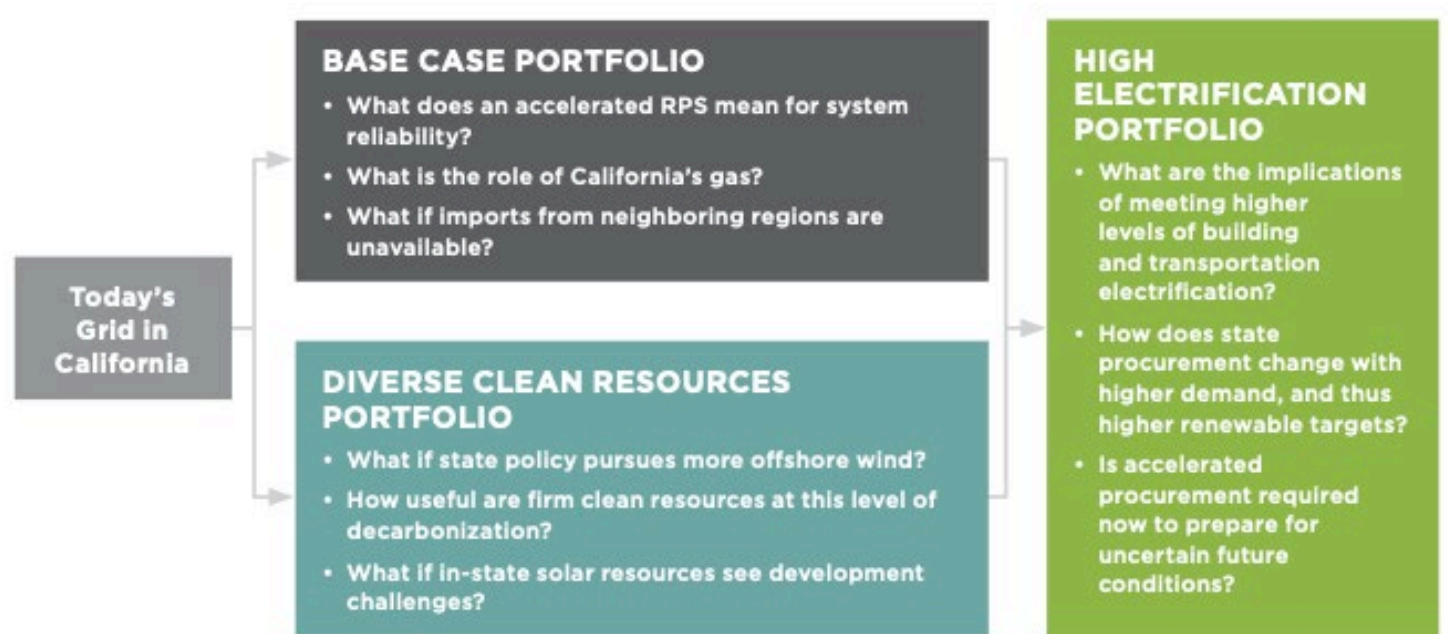 Today's
Grid in
California
BASE CASE PORTFOLIO
• What does an accelerated RPS mean for system
reliability?
• What is the role of California's gas?
• What if imports from neighboring regions are
unavailable?
DIVERSE CLEAN RESOURCES
PORTFOLIO
• What if state policy pursues more offshore wind?
• How useful are firm clean resources at this level of
decarbonization?
• What if in-state solar resources see development
challenges?
HIGH
ELECTRIFICATION
PORTFOLIO
• What are the implications
of meeting higher
levels of building
and transportation
electrification?
• How does state
procurement change with
higher demand, and thus
higher renewable targets?
• Is accelerated
procurement required
now to prepare for
uncertain future
conditions?